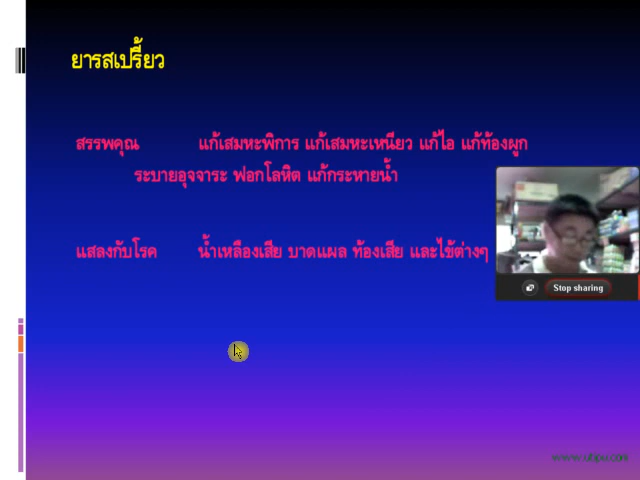 ยารสเปรี้ยว
สรรพคุณ แก้เสมหะพิการ แก้เสมหะเหนียว แก้ไอ แก้ท้องผูก
ระบายอุจจาระ ฟอกโลหิต แก้กระหายน้ำ
แสลงกับโรค น้ำเหลืองเสีย บาดแผล ท้องเสีย และไข้ต่างๆ
Stop sharing